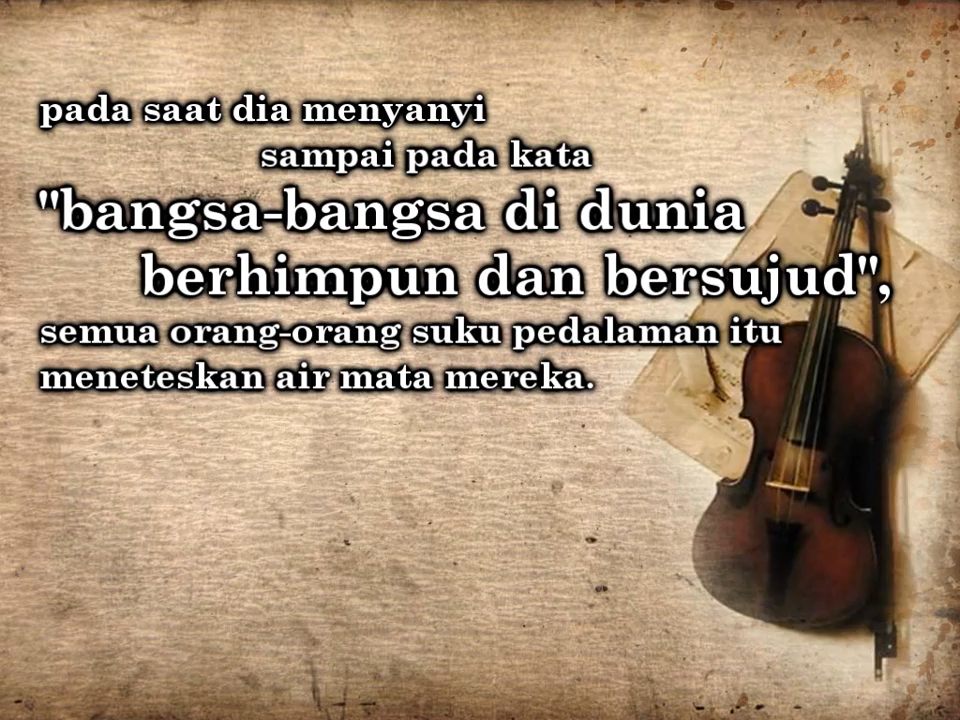 pada saat dia menyanyi
sampai pada kata
"bangsa-bangsa di dunia
berhimpun dan bersujud",
semua orang-orang suku pedalaman itu
meneteskan air mata mereka.